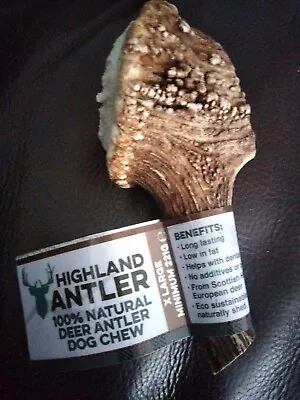 HIGHLAND
ANTLER
100% NATURAL
DEER ANTLER
DOG CHEW
X LARGE
MINIMUM 221G e
BENEFITS:
• Long lasting
• Low in fat
• Helps with dental
• No additives or
• From Scottish
European deer
• Eco sustainable
naturally shed